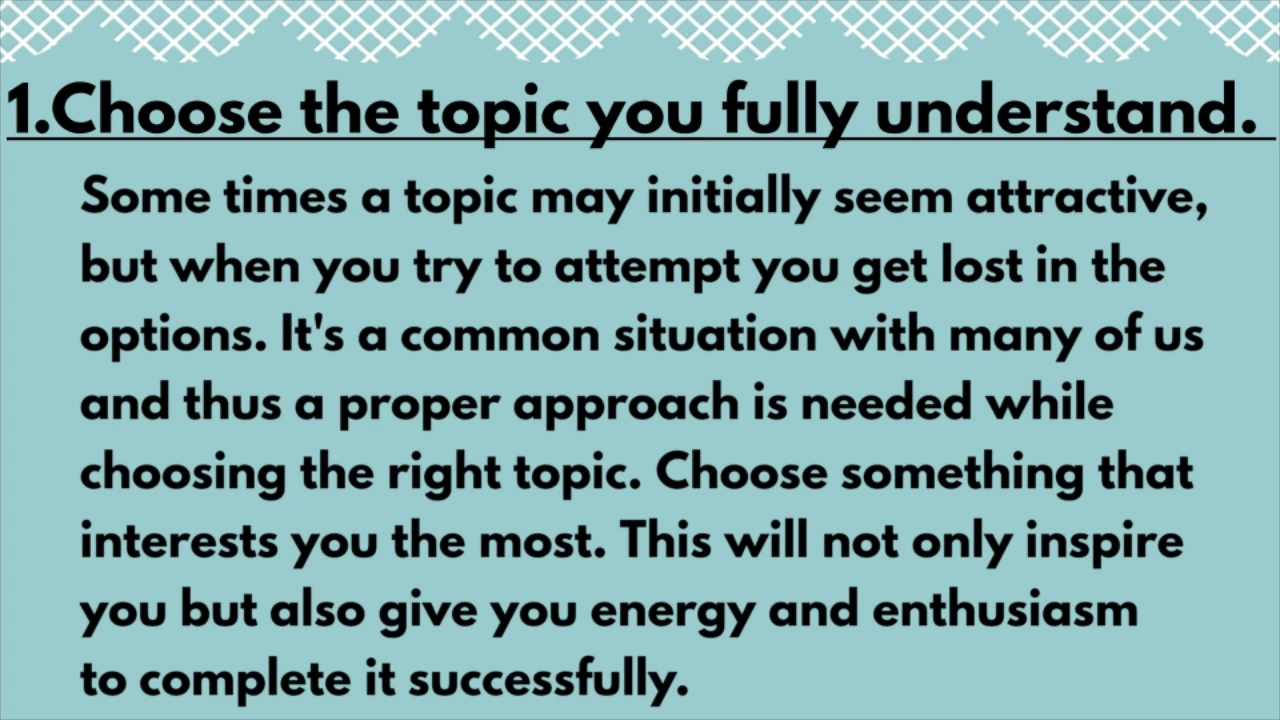 1.Choose the topic you fully understand.
Some times a topic may initially seem attractive,
but when you try to attempt you get lost in the
options. It's a common situation with many of us
and thus a proper approach is needed while
choosing the right topic. Choose something that
interests you the most. This will not only inspire
you but also give you energy and enthusiasm
to complete it successfully.